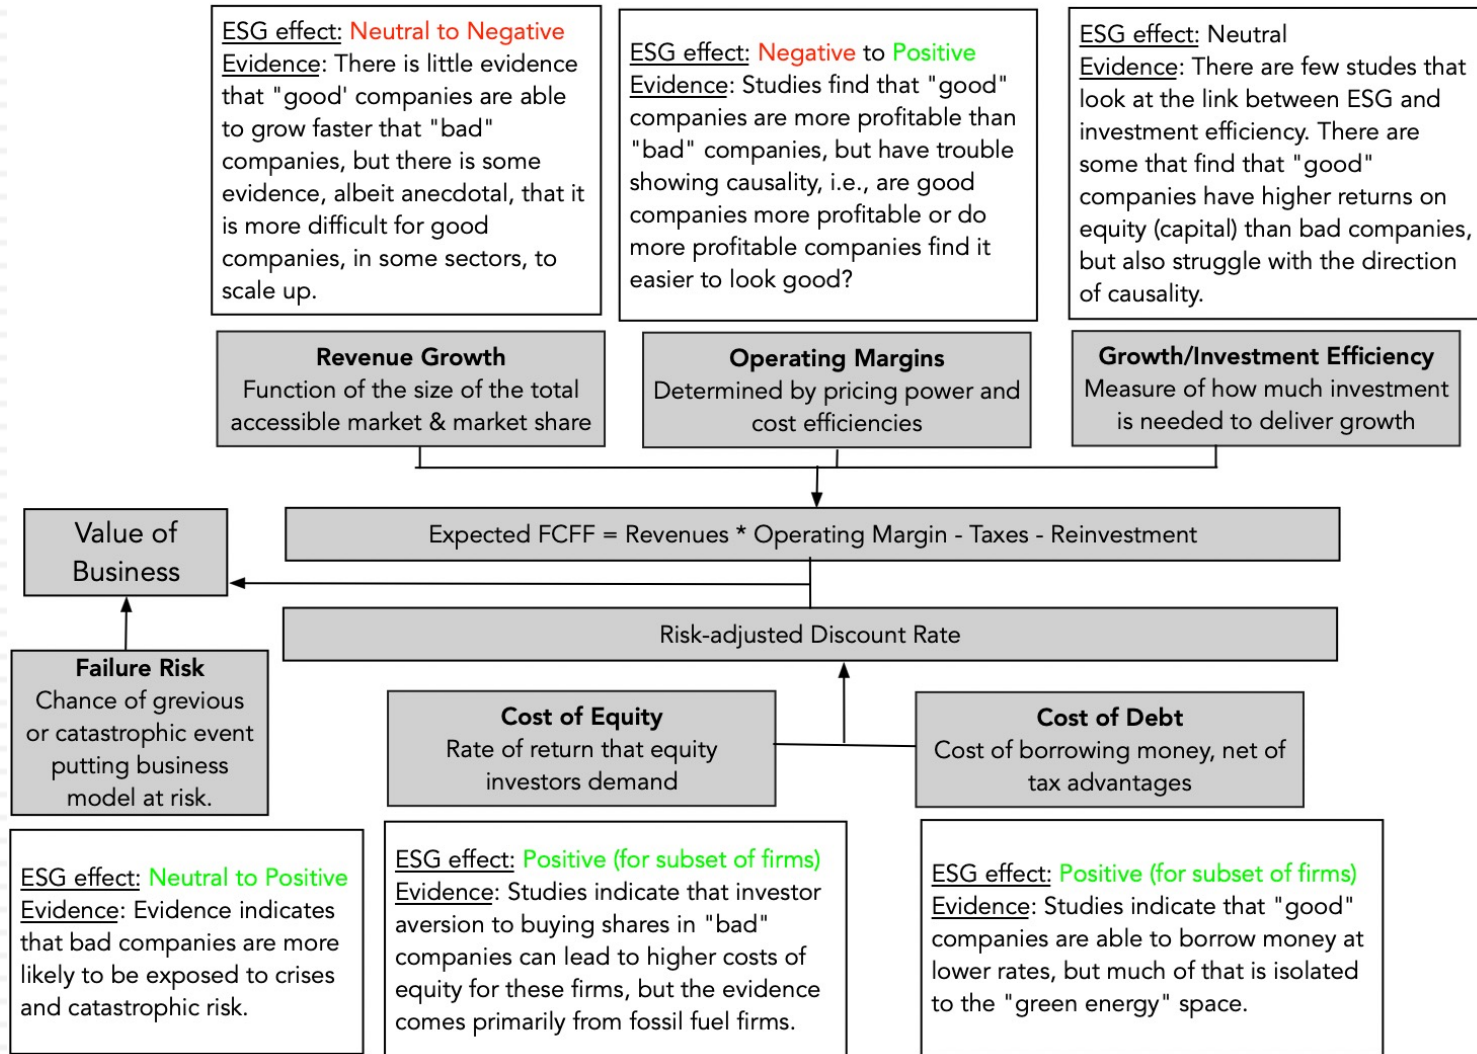 ESG effect: Neutral to Negative
Evidence: There is little evidence
that "good' companies are able
to grow faster that "bad"
companies, but there is some
evidence, albeit anecdotal, that it
is more difficult for good
companies, in some sectors, to
scale up.
ESG effect: Negative to Positive
Evidence: Studies find that "good"
companies are more profitable than
"bad" companies, but have trouble
showing causality, i.e., are good
companies more profitable or do
more profitable companies find it
easier to look good?
ESG effect: Neutral
Evidence: There are few studes that
look at the link between ESG and
investment efficiency. There are
some that find that "good"
companies have higher returns on
equity (capital) than bad companies,
but also struggle with the direction
of causality.
Revenue Growth
Function of the size of the total
accessible market & market share
Operating Margins
Determined by pricing power and
cost efficiencies
Growth/Investment Efficiency
Measure of how much investment
is needed to deliver growth
Value of
Business
Expected FCFF = Revenues * Operating Margin - Taxes - Reinvestment
Risk-adjusted Discount Rate
Failure Risk
Chance of grevious
or catastrophic event
putting business
model at risk.
Cost of Equity
Rate of return that equity
investors demand
Cost of Debt
Cost of borrowing money, net of
tax advantages
ESG effect: Neutral to Positive
Evidence: Evidence indicates
that bad companies are more
likely to be exposed to crises
and catastrophic risk.
ESG effect: Positive (for subset of firms)
Evidence: Studies indicate that investor
aversion to buying shares in "bad"
companies can lead to higher costs of
equity for these firms, but the evidence
comes primarily from fossil fuel firms.
ESG effect: Positive (for subset of firms)
Evidence: Studies indicate that "good"
companies are able to borrow money at
lower rates, but much of that is isolated
to the "green energy" space.